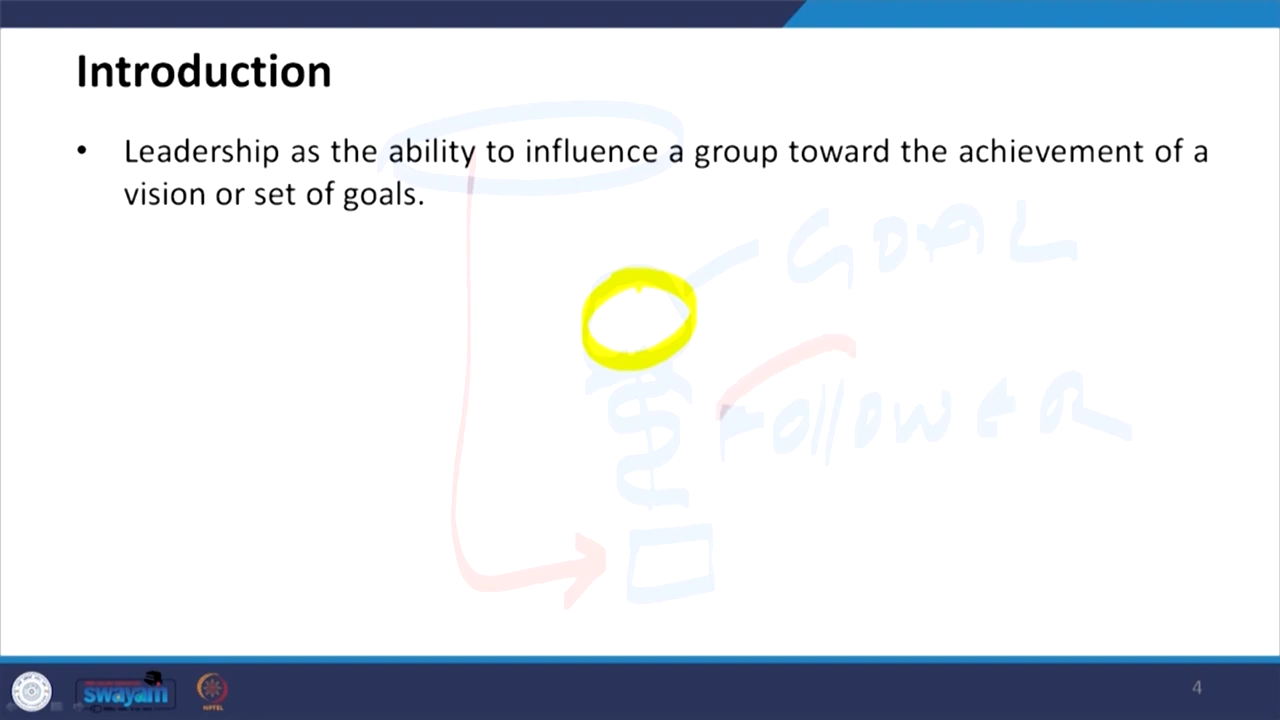 Introduction
• Leadership as the ability to influence a group toward the achievement of a
vision or set of goals.
GOAL
FOllOWER
swayam
NPTEL
4